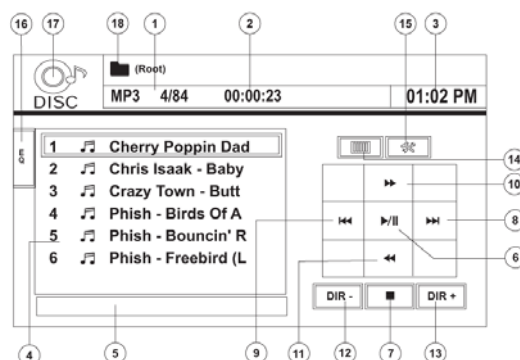 16
17
18
1
2
15
3
(Root)
DISC
MP3 4/84 00:00:23 01:02 PM
EQ
1 Cherry Poppin Dad
2 Chris Isaak - Baby
3 Crazy Town - Butt
4 Phish - Birds Of A
5 Phish - Bouncin' R
6 Phish - Freebird (L
14
10
9
8
6
DIR - DIR +
4
5
9
11
12
7
13